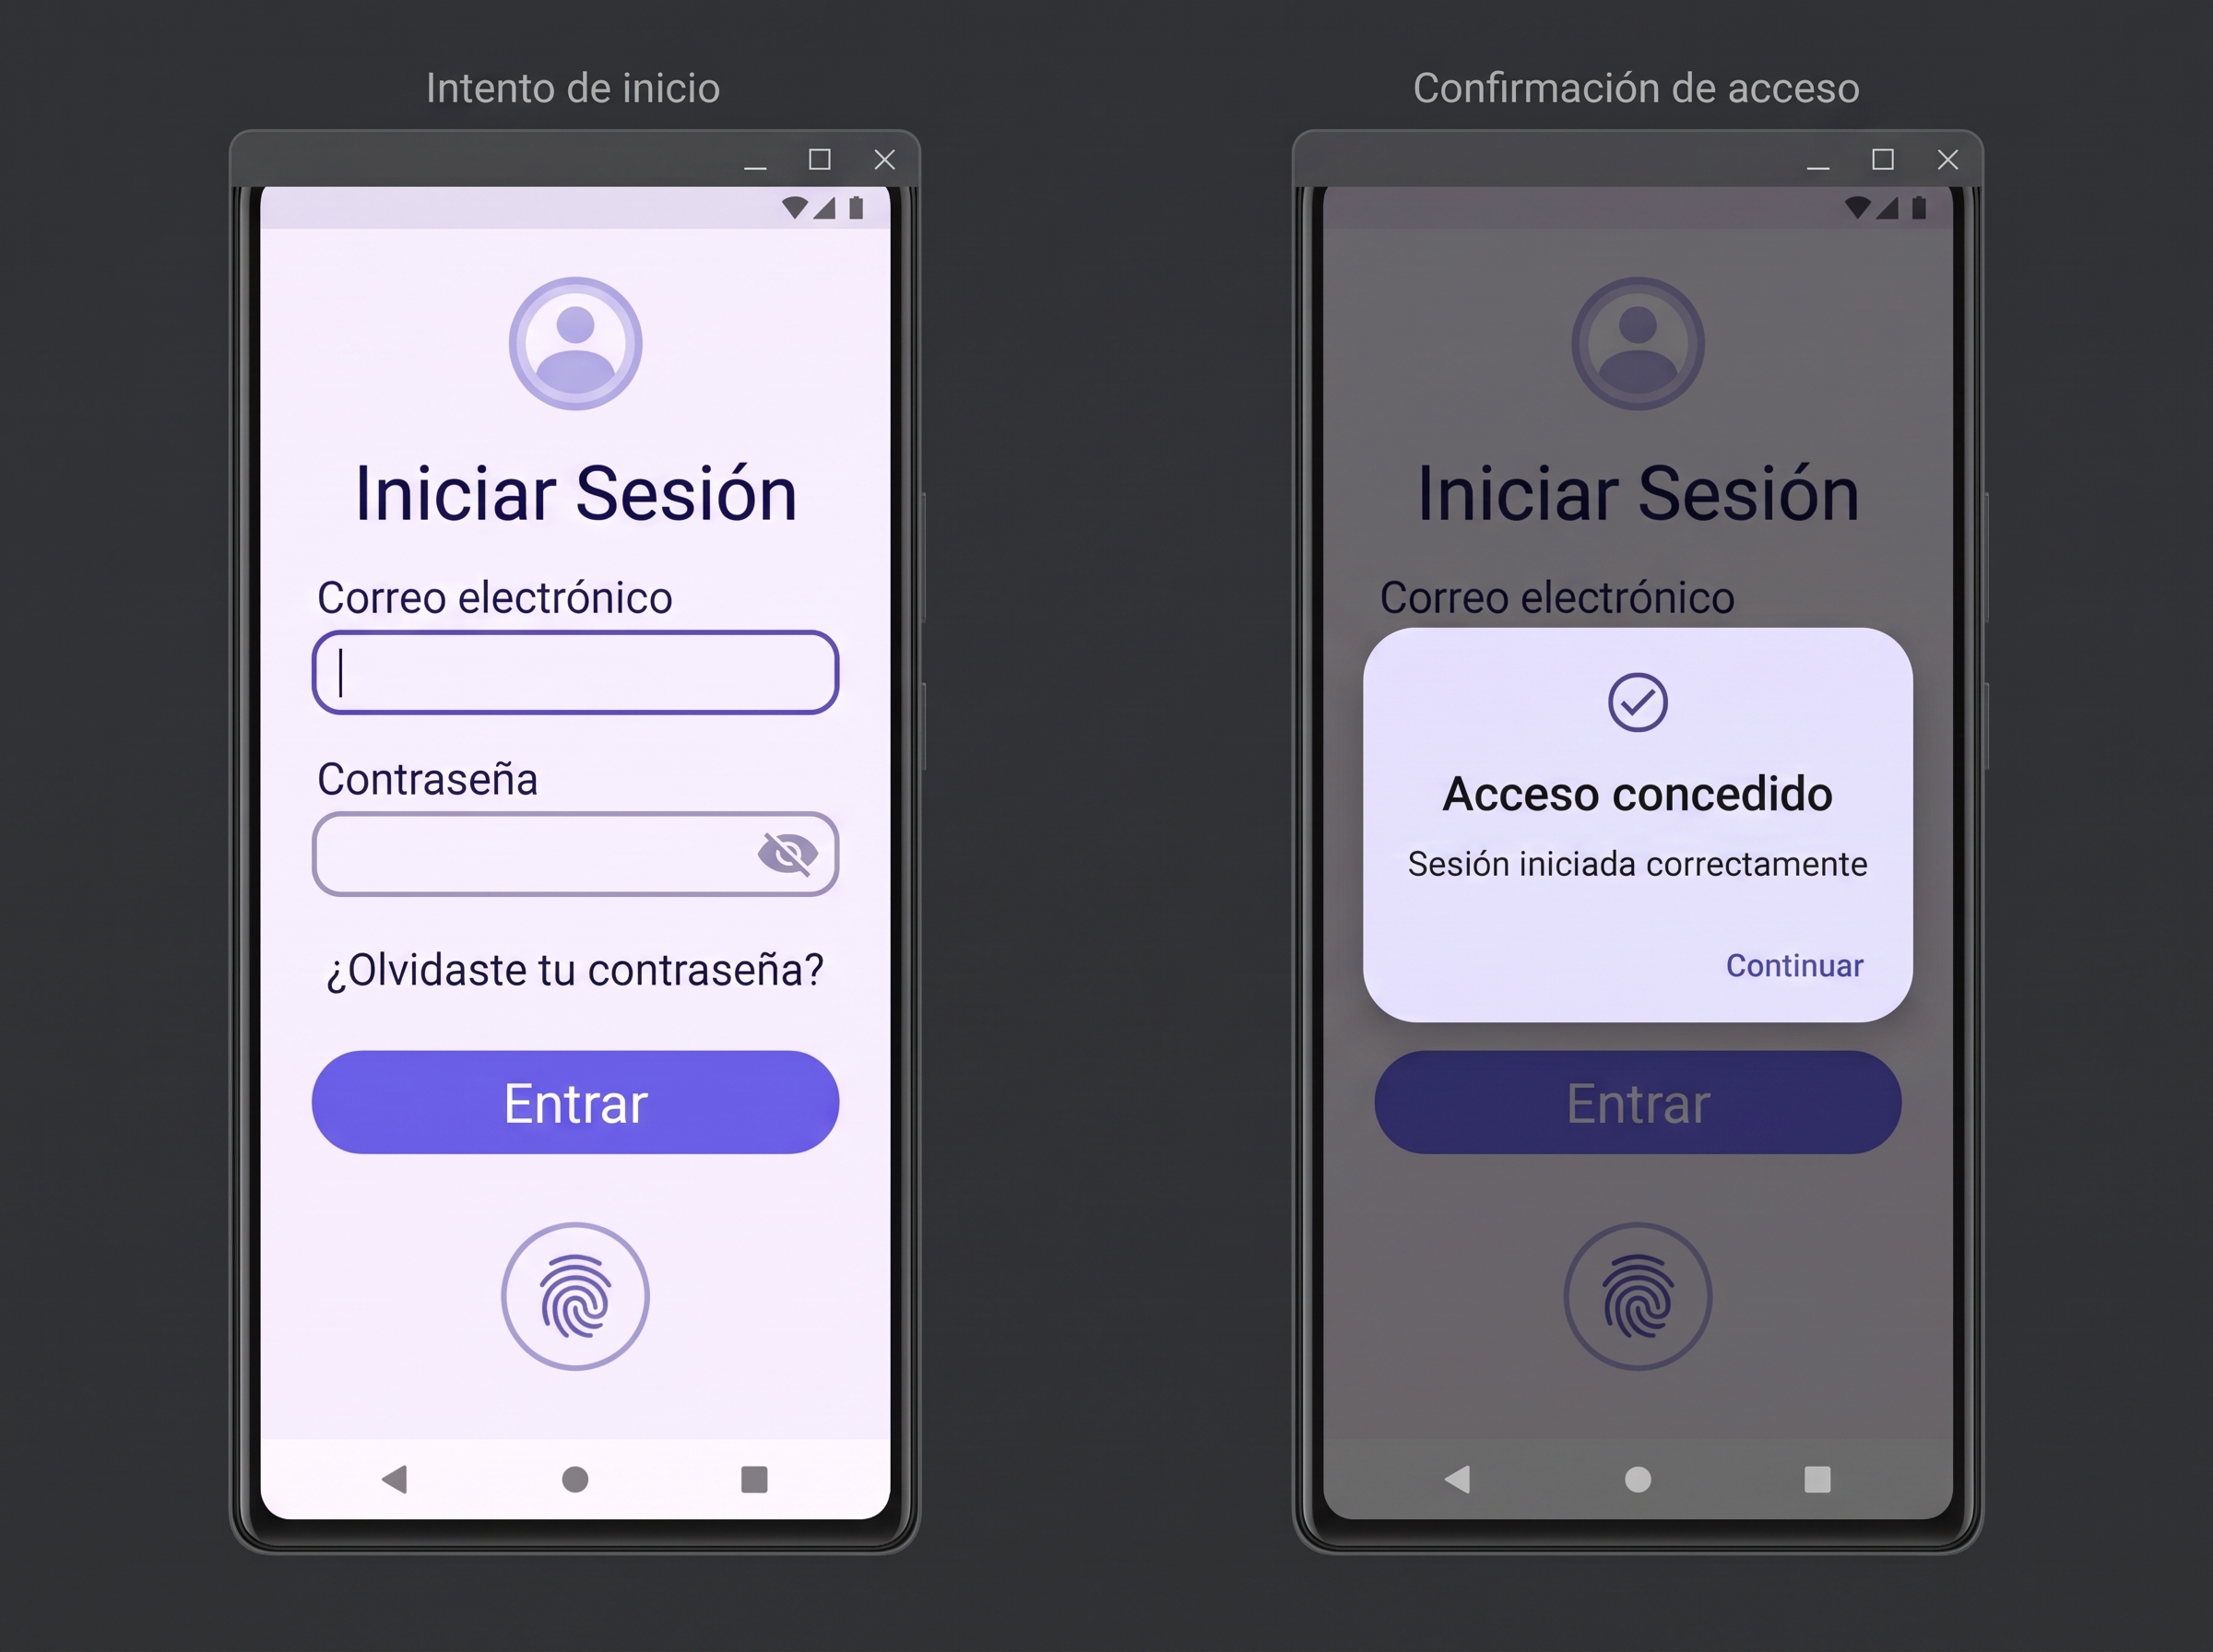 Intento de inicio
Iniciar Sesión
Correo electrónico
Contraseña
¿Olvidaste tu contraseña?
Entrar
Confirmación de acceso
Iniciar Sesión
Correo electrónico
Acceso concedido
Sesión iniciada correctamente
Continuar
Entrar